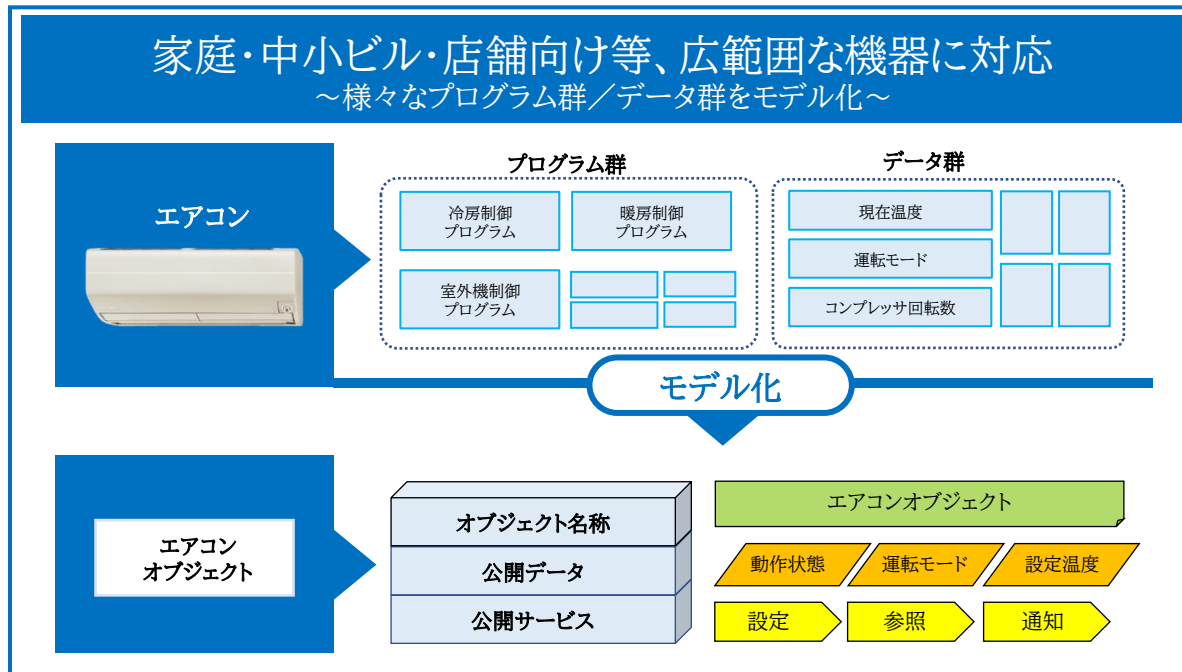 家庭・中小ビル・店舗向け等、広範囲な機器に対応
～様々なプログラム群／データ群をモデル化～
エアコン
プログラム群
冷房制御
プログラム
暖房制御
プログラム
室外機制御
プログラム
データ群
現在温度
運転モード
コンプレッサ回転数
モデル化
エアコン
オブジェクト
オブジェクト名称
公開データ
公開サービス
エアコンオブジェクト
動作状態
運転モード
設定温度
設定
参照
通知